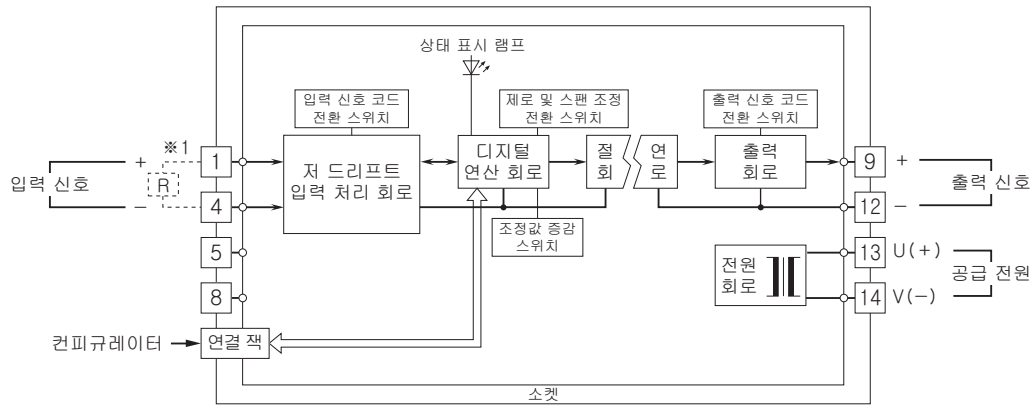 상태 표시 램프
입력 신호 코드
전환 스위치
제로 및 스팬 조정
전환 스위치
출력 신호 코드
전환 스위치
※1
+
R
−
입력 신호
1
4
5
8
저 드리프트
입력 처리 회로
디지털
연산 회로
절 연
회 로
출력
회로
조정값 증감
스위치
전원
회로
9 +
12 −
출력 신호
13 U(+)
14 V(−)
공급 전원
컨피규레이터
연결 잭
소켓